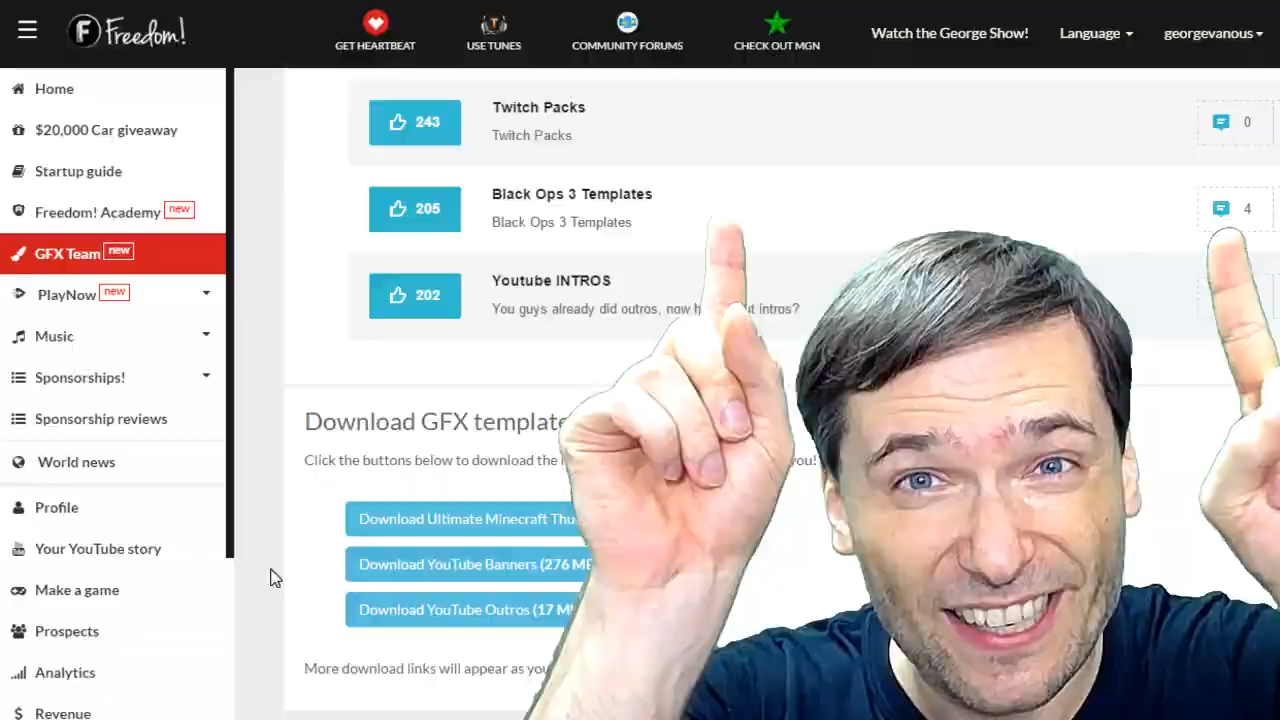 Freedom!
GET HEARTBEAT
USE TUNES
COMMUNITY FORUMS
CHECK OUT MGN
Watch the George Show!
Language
georgevanous
Home
$20,000 Car giveaway
Startup guide
Freedom! Academy new
GFX Team new
PlayNow new
Music
Sponsorships!
Sponsorship reviews
World news
Profile
Your YouTube story
Make a game
Prospects
Analytics
$ Revenue
243
Twitch Packs
Twitch Packs
0
205
Black Ops 3 Templates
Black Ops 3 Templates
4
202
Youtube INTROS
You guys already did outros, now intros?
Download GFX
Click the buttons below to download the you!
Download Ultimate Minecraft
Download YouTube Banners (276
Download YouTube Outros (17
More download links will appear as